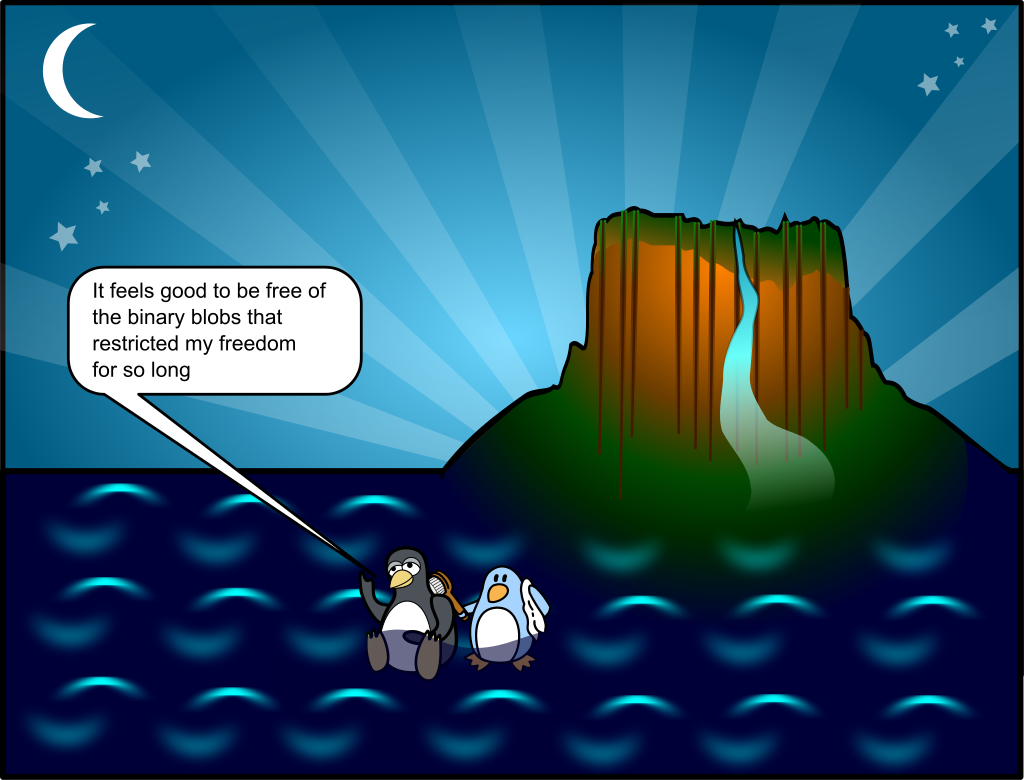 It feels good to be free of
the binary blobs that
restricted my freedom
for so long